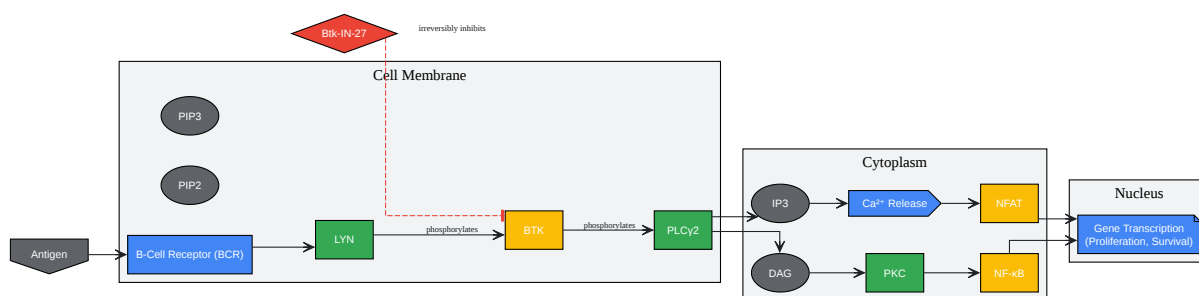 Btk-IN-27
irreversibly inhibits
Cell Membrane
PIP3
PIP2
Antigen
B-Cell Receptor (BCR)
LYN
phosphorylates
BTK
phosphorylates
PLCγ2
Cytoplasm
IP3
Ca²⁺ Release
NFAT
DAG
PKC
NF-κB
Nucleus
Gene Transcription
(Proliferation, Survival)